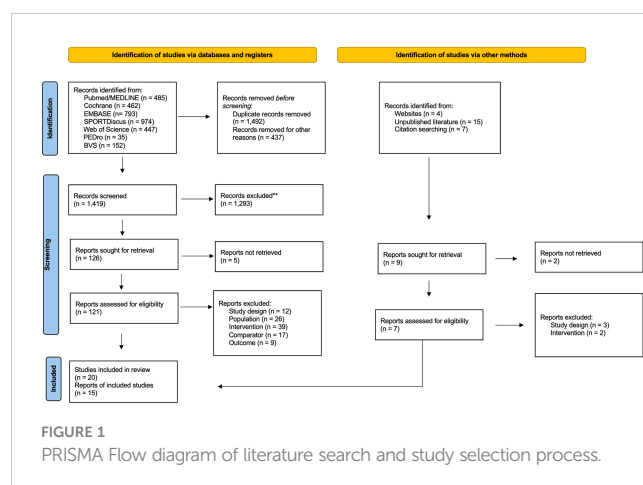 Identification of studies via databases and registers
Identification of studies via other methods
Identification
Records identified from:
Pubmed/MEDLINE (n = 485)
Cochrane (n = 462)
EMBASE (n= 793)
SPORTDiscus (n = 974)
Web of Science (n = 447)
PEDro (n = 35)
BVS (n = 152)
Records removed before
screening:
Duplicate records removed
(n = 1,492)
Records removed for other
reasons (n = 437)
Records identified from:
Websites (n = 4)
Unpublished literature (n = 15)
Citation searching (n = 7)
Screening
Records screened
(n = 1,419)
Records excluded**
(n = 1,293)
Reports sought for retrieval
(n = 126)
Reports not retrieved
(n = 5)
Reports sought for retrieval
(n = 9)
Reports not retrieved
(n = 2)
Reports assessed for eligibility
(n = 121)
Reports excluded:
Study design (n = 12)
Population (n = 26)
Intervention (n = 39)
Comparator (n = 17)
Outcome (n = 9)
Reports assessed for eligibility
(n = 7)
Reports excluded:
Study design (n = 3)
Intervention (n = 2)
Included
Studies included in review
(n = 20)
Reports of included studies
(n = 15)
FIGURE 1
PRISMA Flow diagram of literature search and study selection process.